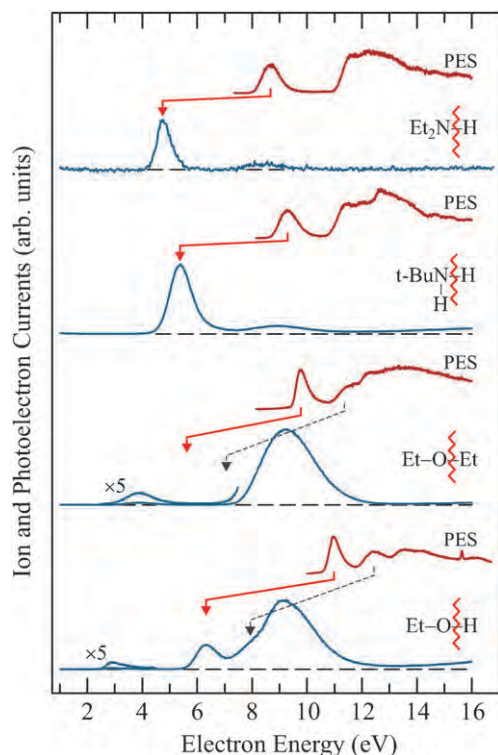 Ion and Photoelectron Currents (arb. units)
PES
Et₂N–H
PES
t-BuN–H
H
PES
Et–O–Et
×5
PES
Et–O–H
×5
2 4 6 8 10 12 14 16
Electron Energy (eV)